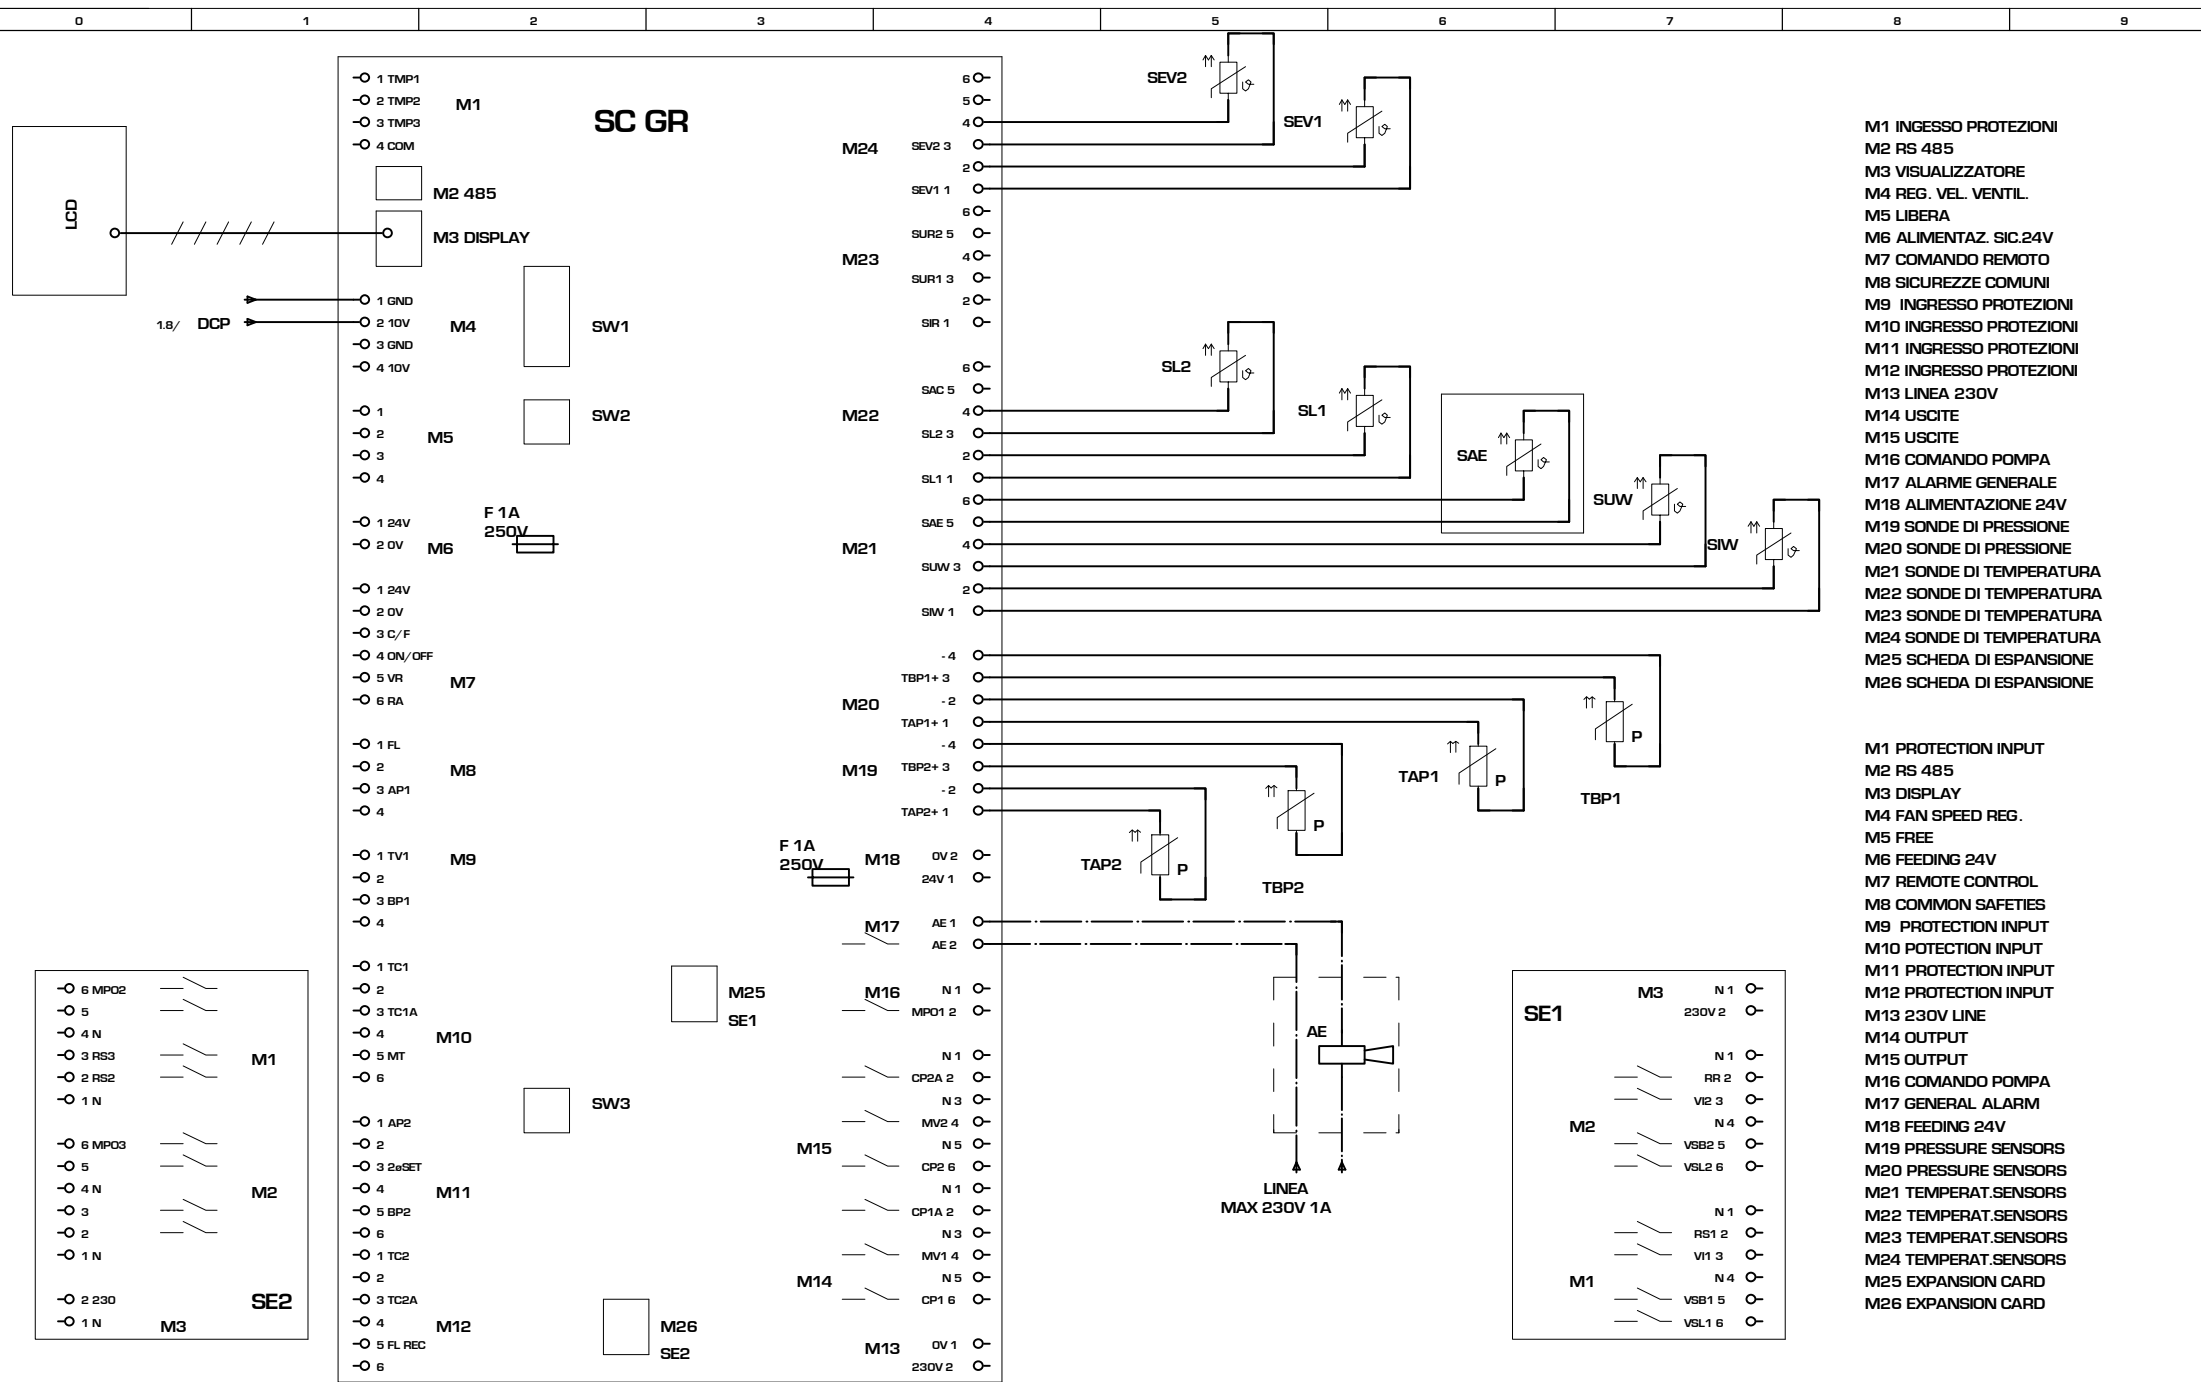 0 1 2 3 4 5 6 7 8 9
LCD
1.8/ DCP
SC GR
1 TMP1
2 TMP2
3 TMP3
4 COM
M1
M2 485
M3 DISPLAY
1 GND
2 10V
3 GND
4 10V
M4
SW1
1
2
3
4
M5
SW2
1 24V
2 0V
M6
F 1A
250V
1 24V
2 0V
3 C/F
4 ON/OFF
5 VR
6 RA
M7
1 FL
2
3 AP1
4
M8
1 TV1
2
3 BP1
4
M9
1 TC1
2
3 TC1A
4
5 MT
6
M10
1 AP2
2
3 2øSET
4
5 BP2
6
M11
1 TC2
2
3 TC2A
4
5 FL REC
6
M12
M25
SE1
SW3
M26
SE2
M24
6
5
4
SEV2 3
2
SEV1 1
M23
6
SUR2 5
4
SUR1 3
2
SIR 1
M22
6
SAC 5
4
SL2 3
2
SL1 1
M21
6
SAE 5
4
SUW 3
2
SIW 1
M20
- 4
TBP1+ 3
- 2
TAP1+ 1
M19
- 4
TBP2+ 3
- 2
TAP2+ 1
F 1A
250V
M18
0V 2
24V 1
M17
AE 1
AE 2
M16
N 1
MPO1 2
M15
N 1
CP2A 2
N 3
MV2 4
N 5
CP2 6
M14
N 1
CP1A 2
N 3
MV1 4
N 5
CP1 6
M13
0V 1
230V 2
SEV2
SEV1
SL2
SL1
SAE
SUW
SIW
TBP1
P
TAP1
P
TBP2
P
TAP2
P
AE
LINEA
MAX 230V 1A
6 MPO2
5
4 N
3 RS3
2 RS2
1 N
M1
6 MPO3
5
4 N
3
2
1 N
M2
2 230
1 N
M3
SE2
SE1
M3
N 1
230V 2
M2
N 1
RR 2
VI2 3
N 4
VSB2 5
VSL2 6
M1
N 1
RS1 2
VI1 3
N 4
VSB1 5
VSL1 6
M1 INGESSO PROTEZIONI
M2 RS 485
M3 VISUALIZZATORE
M4 REG. VEL. VENTIL.
M5 LIBERA
M6 ALIMENTAZ. SIC.24V
M7 COMANDO REMOTO
M8 SICUREZZE COMUNI
M9 INGRESSO PROTEZIONI
M10 INGRESSO PROTEZIONI
M11 INGRESSO PROTEZIONI
M12 INGRESSO PROTEZIONI
M13 LINEA 230V
M14 USCITE
M15 USCITE
M16 COMANDO POMPA
M17 ALARME GENERALE
M18 ALIMENTAZIONE 24V
M19 SONDE DI PRESSIONE
M20 SONDE DI PRESSIONE
M21 SONDE DI TEMPERATURA
M22 SONDE DI TEMPERATURA
M23 SONDE DI TEMPERATURA
M24 SONDE DI TEMPERATURA
M25 SCHEDA DI ESPANSIONE
M26 SCHEDA DI ESPANSIONE
M1 PROTECTION INPUT
M2 RS 485
M3 DISPLAY
M4 FAN SPEED REG.
M5 FREE
M6 FEEDING 24V
M7 REMOTE CONTROL
M8 COMMON SAFETIES
M9 PROTECTION INPUT
M10 POTECTION INPUT
M11 PROTECTION INPUT
M12 PROTECTION INPUT
M13 230V LINE
M14 OUTPUT
M15 OUTPUT
M16 COMANDO POMPA
M17 GENERAL ALARM
M18 FEEDING 24V
M19 PRESSURE SENSORS
M20 PRESSURE SENSORS
M21 TEMPERAT.SENSORS
M22 TEMPERAT.SENSORS
M23 TEMPERAT.SENSORS
M24 TEMPERAT.SENSORS
M25 EXPANSION CARD
M26 EXPANSION CARD